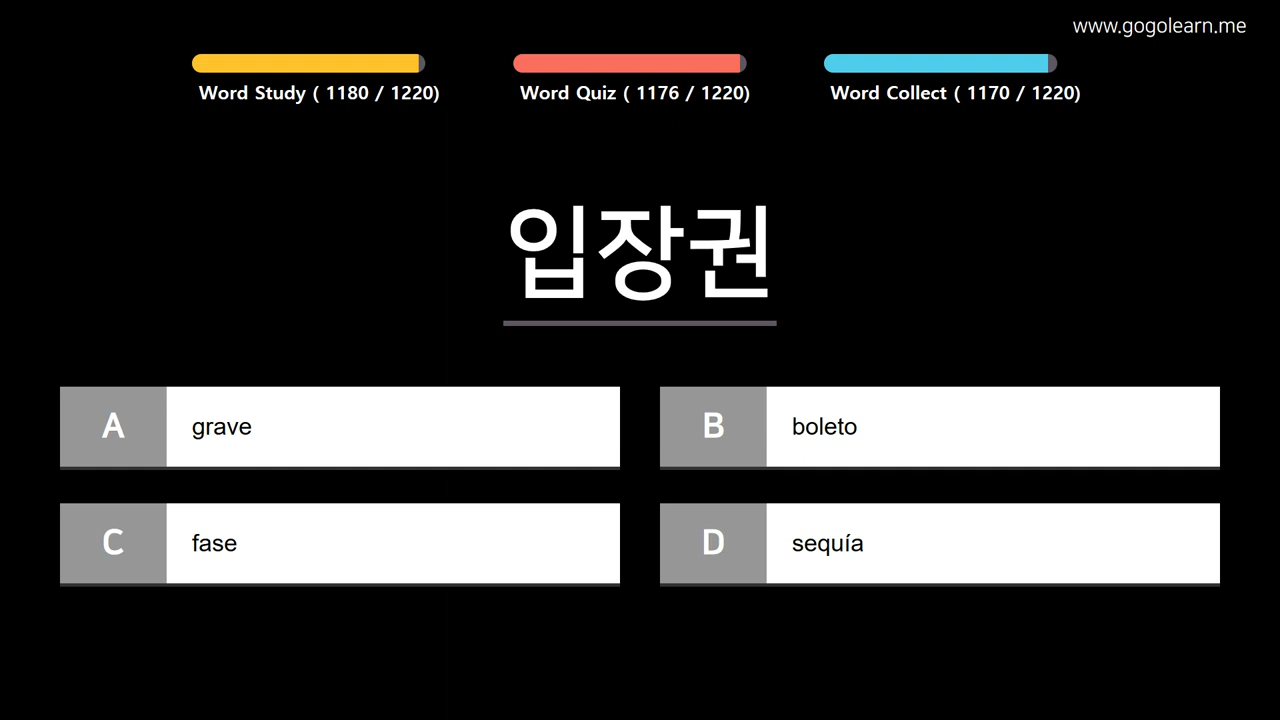 www.gogolearn.me
Word Study ( 1180 / 1220)
Word Quiz ( 1176 / 1220)
Word Collect ( 1170 / 1220)
입장권
A grave
B boleto
C fase
D sequía